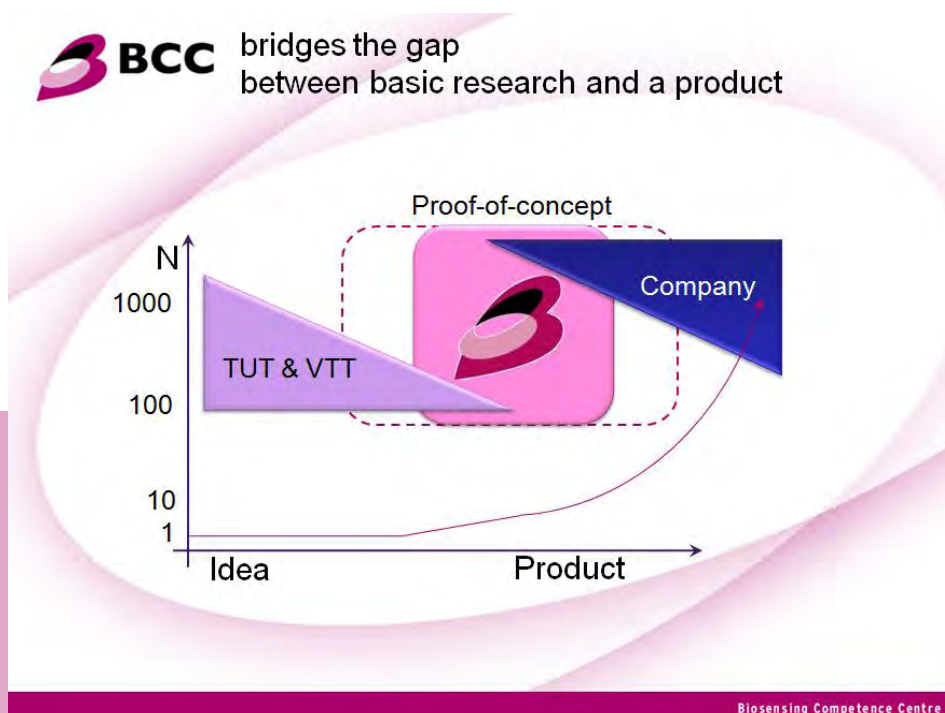 BCC bridges the gap
between basic research and a product
Proof-of-concept
N
1000
Company
TUT & VTT
100
10
1
Idea Product
Biosensing Competence Centre